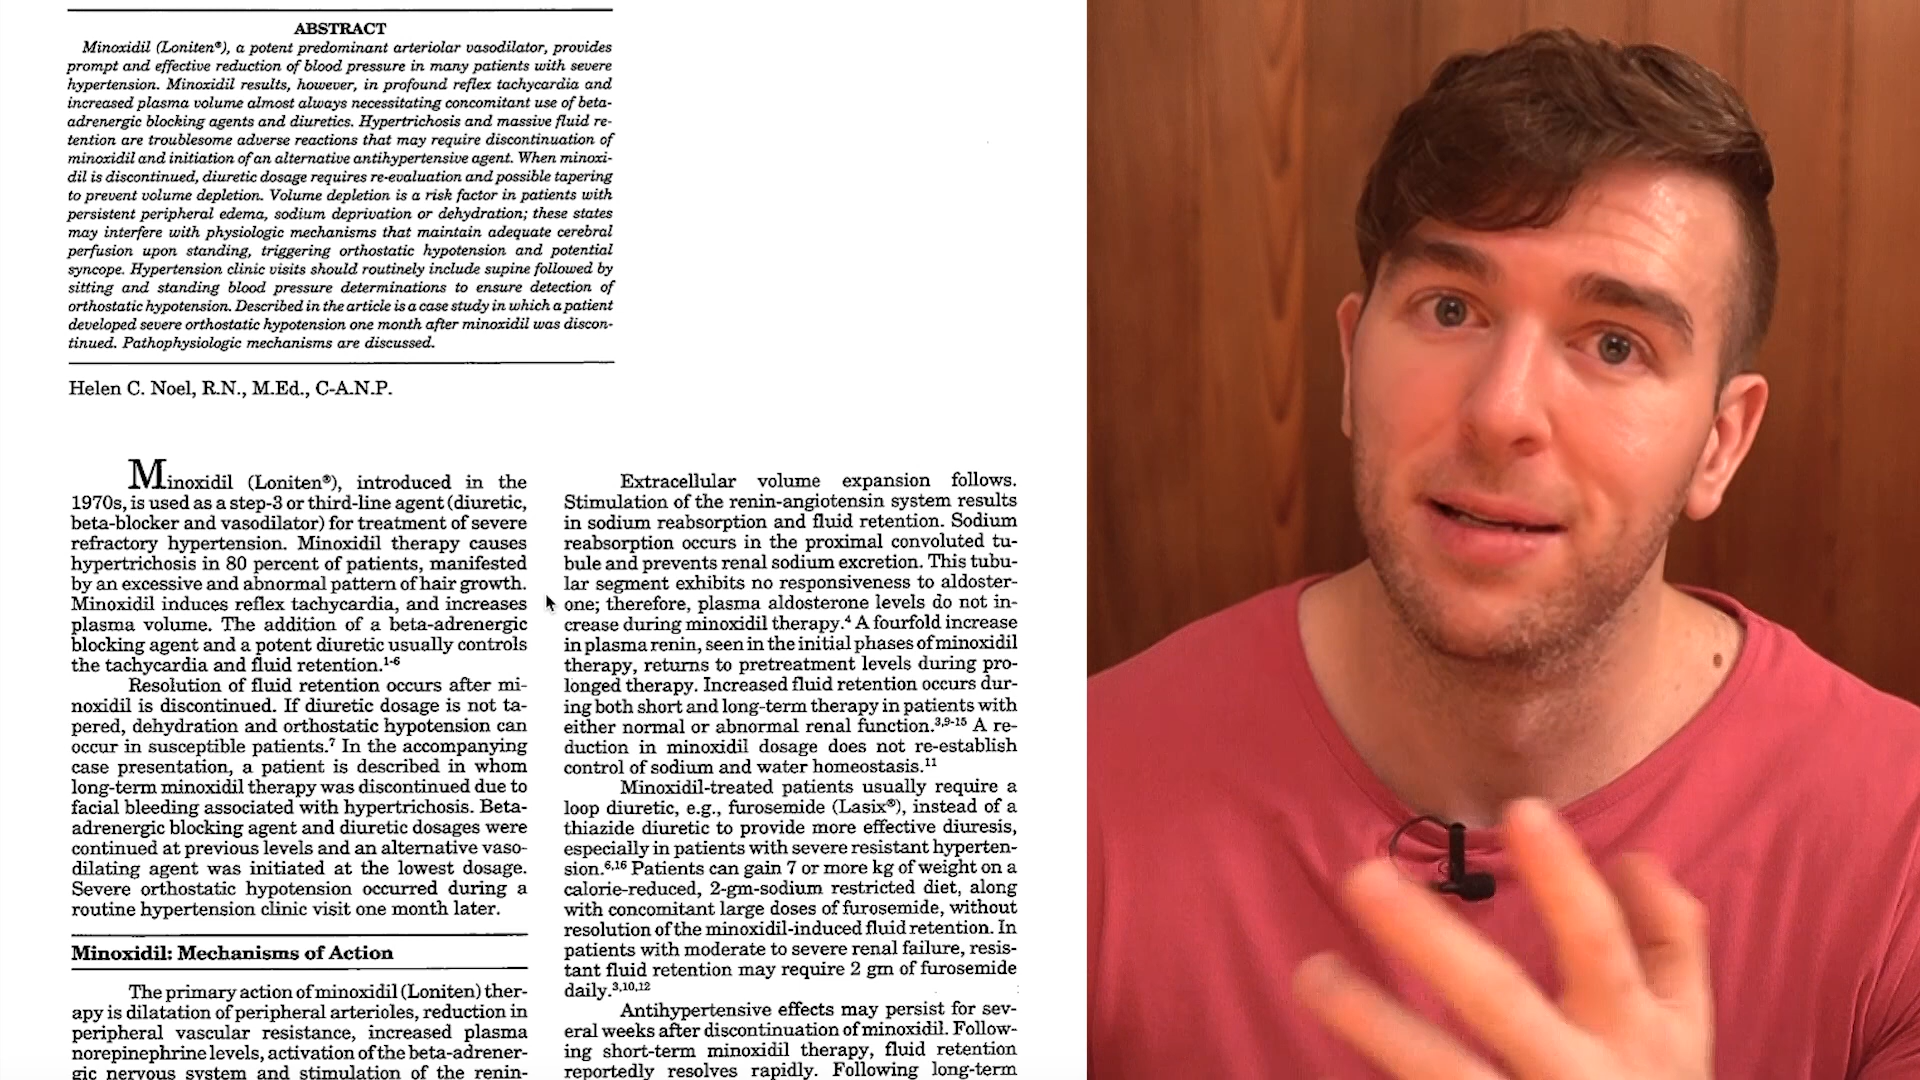 ABSTRACT
Minoxidil (Loniten®), a potent predominant arteriolar vasodilator, provides
prompt and effective reduction of blood pressure in many patients with severe
hypertension. Minoxidil results, however, in profound reflex tachycardia and
increased plasma volume almost always necessitating concomitant use of beta-
adrenergic blocking agents and diuretics. Hypertrichosis and massive fluid re-
tention are troublesome adverse reactions that may require discontinuation of
minoxidil and initiation of an alternative antihypertensive agent. When minoxi-
dil is discontinued, diuretic dosage requires re-evaluation and possible tapering
to prevent volume depletion. Volume depletion is a risk factor in patients with
persistent peripheral edema, sodium deprivation or dehydration; these states
may interfere with physiologic mechanisms that maintain adequate cerebral
perfusion upon standing, triggering orthostatic hypotension and potential
syncope. Hypertension clinic visits should routinely include supine followed by
sitting and standing blood pressure determinations to ensure detection of
orthostatic hypotension. Described in the article is a case study in which a patient
developed severe orthostatic hypotension one month after minoxidil was discon-
tinued. Pathophysiologic mechanisms are discussed.
Helen C. Noel, R.N., M.Ed., C-A.N.P.
Minoxidil (Loniten®), introduced in the
1970s, is used as a step-3 or third-line agent (diuretic,
beta-blocker and vasodilator) for treatment of severe
refractory hypertension. Minoxidil therapy causes
hypertrichosis in 80 percent of patients, manifested
by an excessive and abnormal pattern of hair growth.
Minoxidil induces reflex tachycardia, and increases
plasma volume. The addition of a beta-adrenergic
blocking agent and a potent diuretic usually controls
the tachycardia and fluid retention.1-6
Resolution of fluid retention occurs after mi-
noxidil is discontinued. If diuretic dosage is not ta-
pered, dehydration and orthostatic hypotension can
occur in susceptible patients.7 In the accompanying
case presentation, a patient is described in whom
long-term minoxidil therapy was discontinued due to
facial bleeding associated with hypertrichosis. Beta-
adrenergic blocking agent and diuretic dosages were
continued at previous levels and an alternative vaso-
dilating agent was initiated at the lowest dosage.
Severe orthostatic hypotension occurred during a
routine hypertension clinic visit one month later.
Minoxidil: Mechanisms of Action
The primary action of minoxidil (Loniten) ther-
apy is dilatation of peripheral arterioles, reduction in
peripheral vascular resistance, increased plasma
norepinephrine levels, activation of the beta-adrener-
gic nervous system and stimulation of the renin-
Extracellular volume expansion follows.
Stimulation of the renin-angiotensin system results
in sodium reabsorption and fluid retention. Sodium
reabsorption occurs in the proximal convoluted tu-
bule and prevents renal sodium excretion. This tubu-
lar segment exhibits no responsiveness to aldoster-
one; therefore, plasma aldosterone levels do not in-
crease during minoxidil therapy.4 A fourfold increase
in plasma renin, seen in the initial phases of minoxidil
therapy, returns to pretreatment levels during pro-
longed therapy. Increased fluid retention occurs dur-
ing both short and long-term therapy in patients with
either normal or abnormal renal function.3,9-15 A re-
duction in minoxidil dosage does not re-establish
control of sodium and water homeostasis.11
Minoxidil-treated patients usually require a
loop diuretic, e.g., furosemide (Lasix®), instead of a
thiazide diuretic to provide more effective diuresis,
especially in patients with severe resistant hyperten-
sion.6,16 Patients can gain 7 or more kg of weight on a
calorie-reduced, 2-gm-sodium restricted diet, along
with concomitant large doses of furosemide, without
resolution of the minoxidil-induced fluid retention. In
patients with moderate to severe renal failure, resis-
tant fluid retention may require 2 gm of furosemide
daily.3,10,12
Antihypertensive effects may persist for sev-
eral weeks after discontinuation of minoxidil. Follow-
ing short-term minoxidil therapy, fluid retention
reportedly resolves rapidly. Following long-term